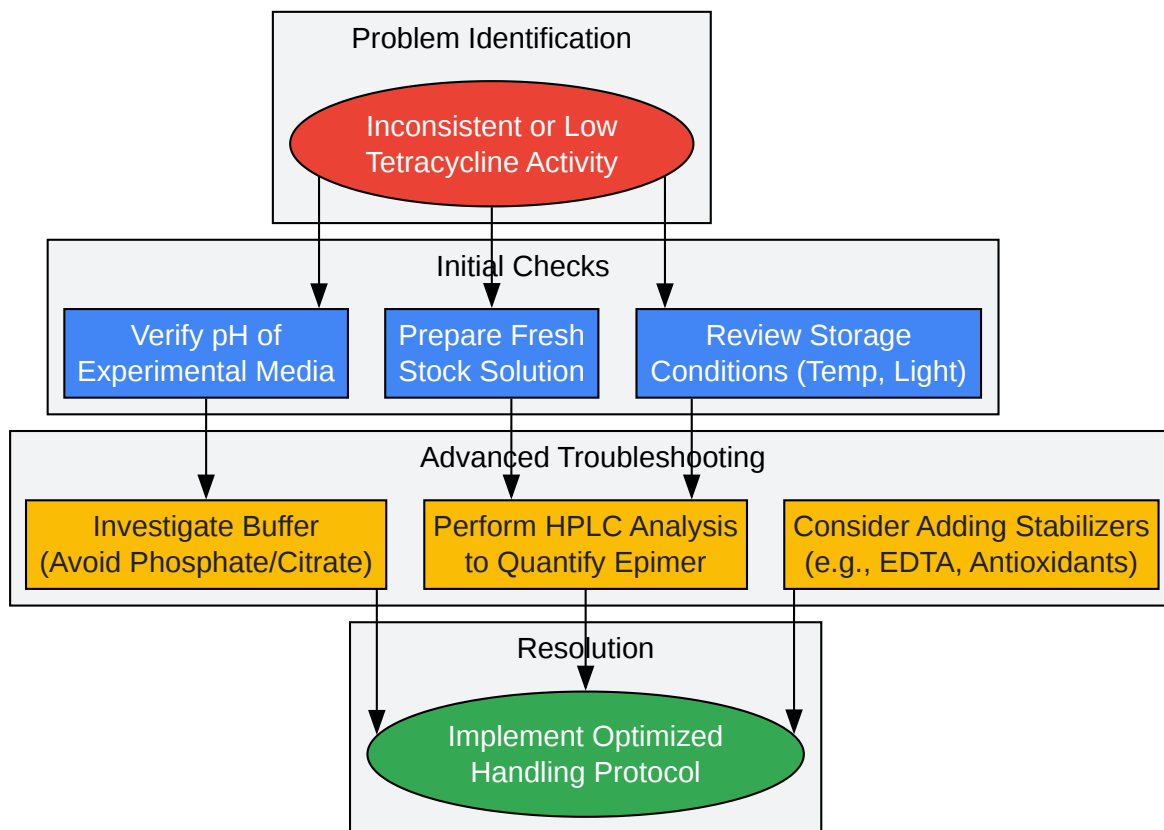 Problem Identification
Inconsistent or Low
Tetracycline Activity
Initial Checks
Verify pH of
Experimental Media
Prepare Fresh
Stock Solution
Review Storage
Conditions (Temp, Light)
Advanced Troubleshooting
Investigate Buffer
(Avoid Phosphate/Citrate)
Perform HPLC Analysis
to Quantify Epimer
Consider Adding Stabilizers
(e.g., EDTA, Antioxidants)
Resolution
Implement Optimized
Handling Protocol